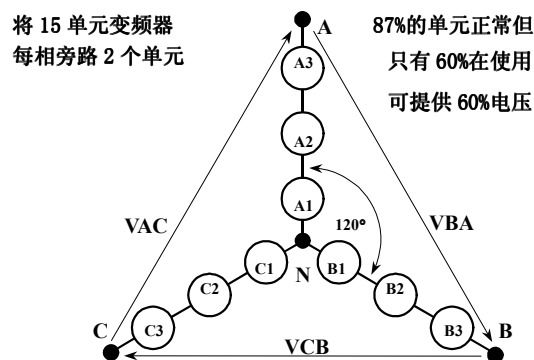 将 15 单元变频器
每相旁路 2 个单元
87%的单元正常但
只有 60%在使用
可提供 60%电压
A
A3
A2
A1
120°
VAC
VBA
N
C1
C2
C3
C
B1
B2
B3
B
VCB